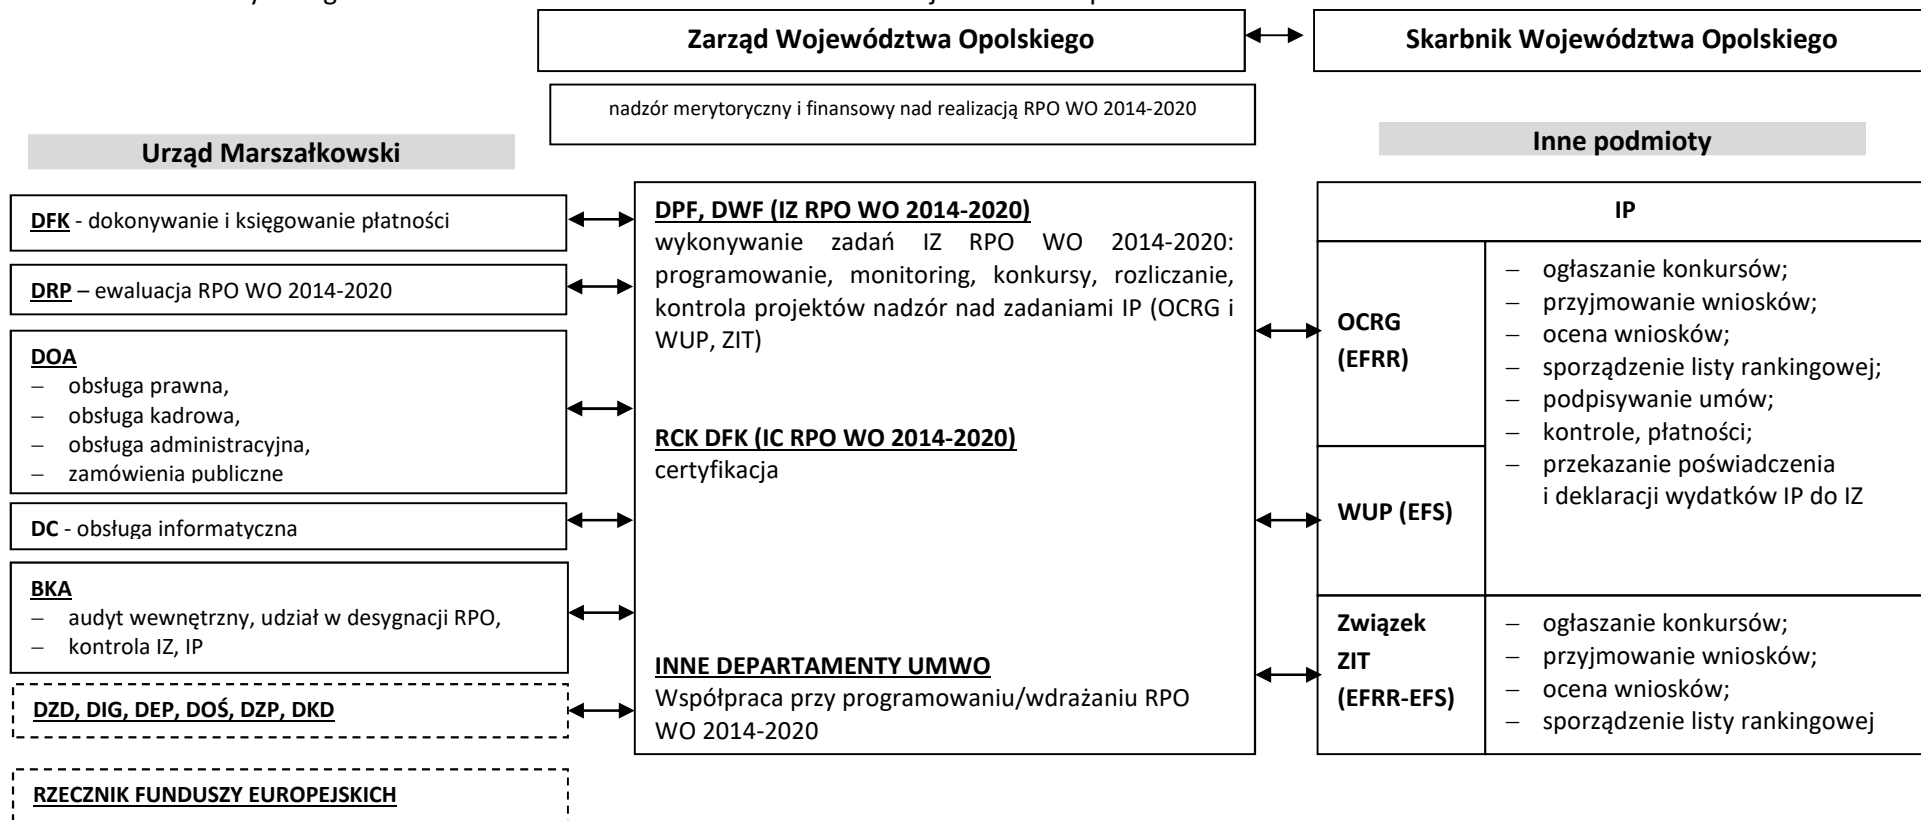 Zarząd Województwa Opolskiego
Skarbnik Województwa Opolskiego
nadzór merytoryczny i finansowy nad realizacją RPO WO 2014-2020
Urząd Marszałkowski
Inne podmioty
DFK - dokonywanie i księgowanie płatności
DRP – ewaluacja RPO WO 2014-2020
DOA
– obsługa prawna,
– obsługa kadrowa,
– obsługa administracyjna,
– zamówienia publiczne
DC - obsługa informatyczna
BKA
– audyt wewnętrzny, udział w desygnacji RPO,
– kontrola IZ, IP
DZD, DIG, DEP, DOŚ, DZP, DKD
RZECZNIK FUNDUSZY EUROPEJSKICH
DPF, DWF (IZ RPO WO 2014-2020)
wykonywanie zadań IZ RPO WO 2014-2020:
programowanie, monitoring, konkursy, rozliczanie,
kontrola projektów nadzór nad zadaniami IP (OCRG i
WUP, ZIT)
RCK DFK (IC RPO WO 2014-2020)
certyfikacja
INNE DEPARTAMENTY UMWO
Współpraca przy programowaniu/wdrażaniu RPO
WO 2014-2020
IP
OCRG
(EFRR)
WUP (EFS)
– ogłaszanie konkursów;
– przyjmowanie wniosków;
– ocena wniosków;
– sporządzenie listy rankingowej;
– podpisywanie umów;
– kontrole, płatności;
– przekazanie poświadczenia
i deklaracji wydatków IP do IZ
Związek
ZIT
(EFRR-EFS)
– ogłaszanie konkursów;
– przyjmowanie wniosków;
– ocena wniosków;
– sporządzenie listy rankingowej